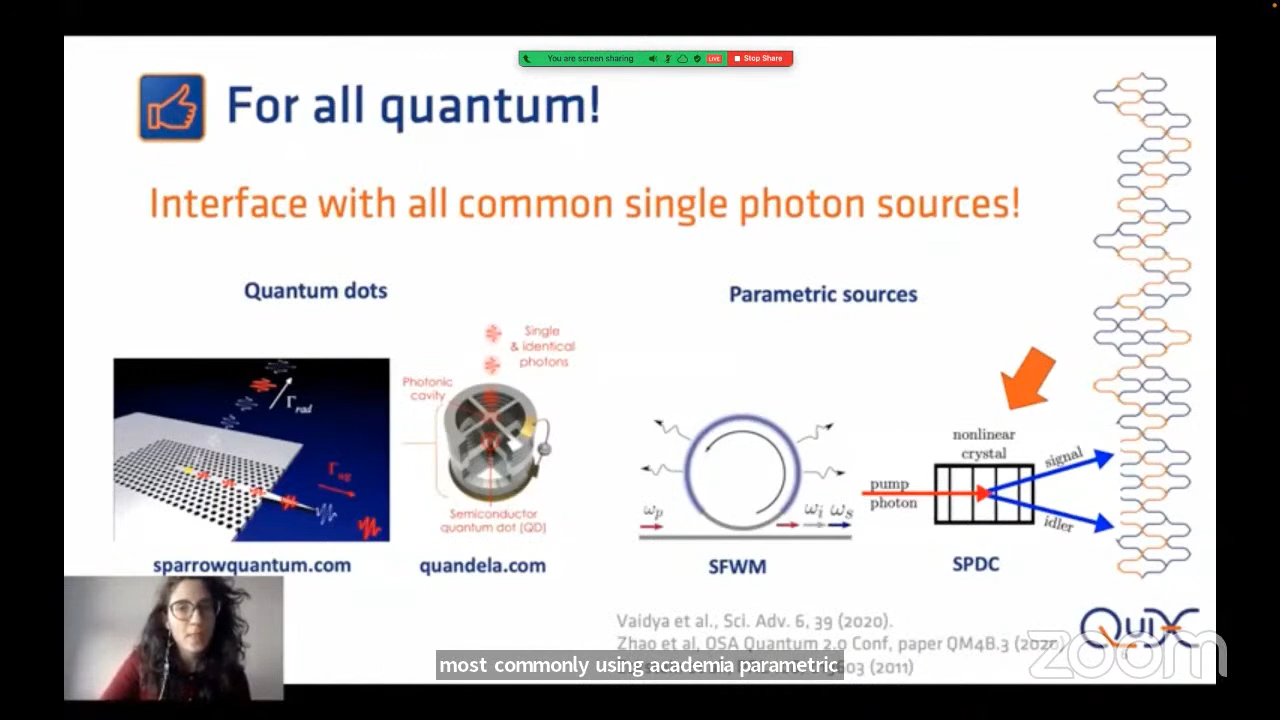 You are screen sharing
LIVE
Stop Share
For all quantum!
Interface with all common single photon sources!
Quantum dots
Parametric sources
Γrad
Γwg
sparrowquantum.com
Photonic
cavity
Single
& identical
photons
Semiconductor
quantum dot (QD)
quandela.com
ωp
ωi ωs
SFWM
nonlinear
crystal
pump
photon
signal
idler
SPDC
Vaidya et al., Sci. Adv. 6, 39 (2020).
Zhao et al, OSA Quantum 2.0 Conf, paper QM4B.3 (2020)
(2011)
most commonly using academia parametric
QuiX
zoom